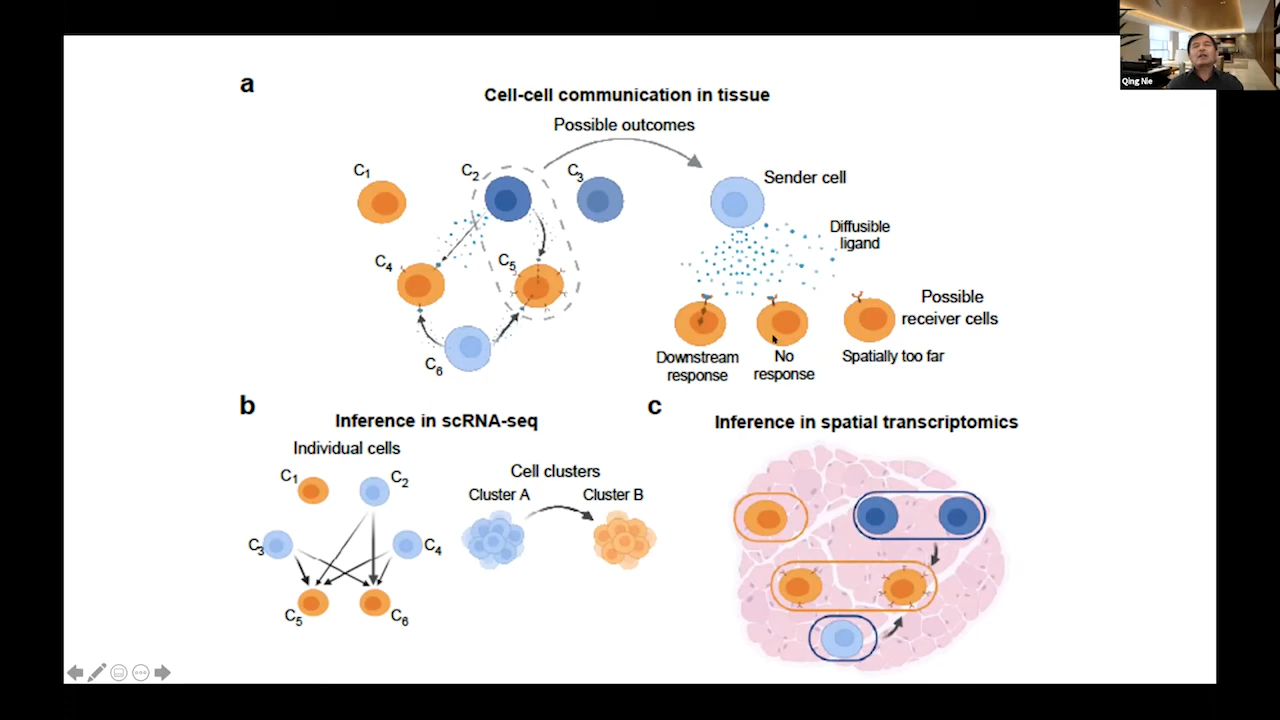 Qing Nie
a
Cell-cell communication in tissue
Possible outcomes
C1
C2
C3
Sender cell
Diffusible
ligand
C4
C5
Possible
receiver cells
C6
Downstream
response
No
response
Spatially too far
b
Inference in scRNA-seq
Individual cells
C1
C2
C3
C4
C5
C6
Cell clusters
Cluster A
Cluster B
c
Inference in spatial transcriptomics